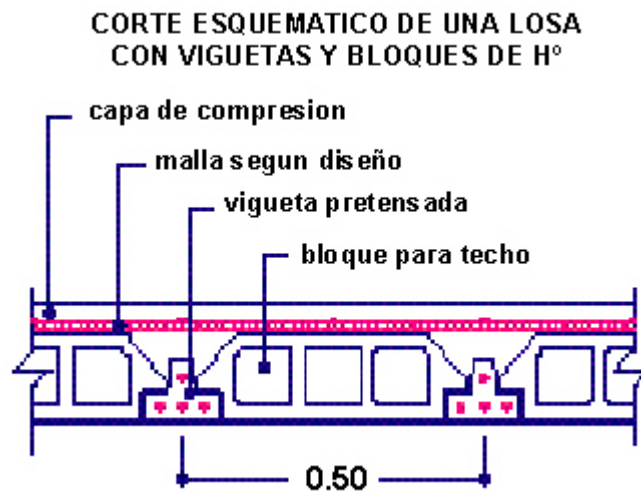 CORTE ESQUEMATICO DE UNA LOSA
CON VIGUETAS Y BLOQUES DE Hº
capa de compresion
malla segun diseño
vigueta pretensada
bloque para techo
0.50